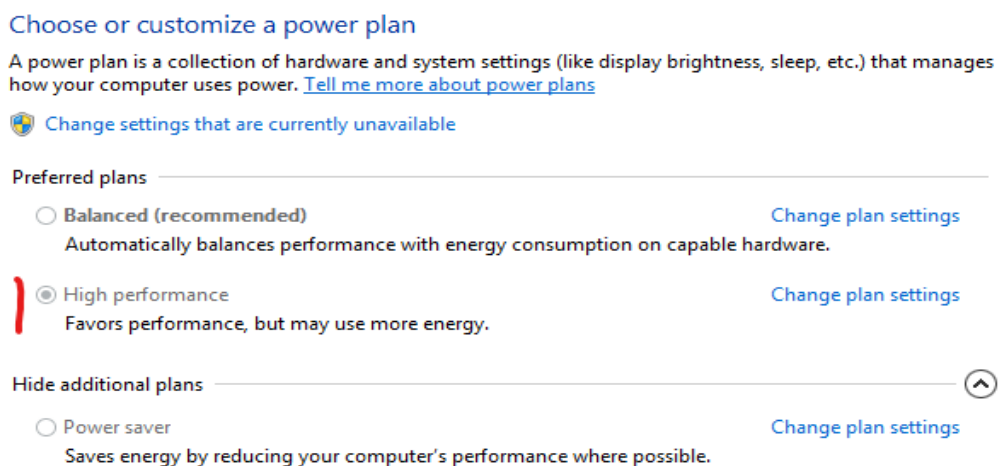 Choose or customize a power plan
A power plan is a collection of hardware and system settings (like display brightness, sleep, etc.) that manages
how your computer uses power. Tell me more about power plans
Change settings that are currently unavailable
Preferred plans
Balanced (recommended) Change plan settings
Automatically balances performance with energy consumption on capable hardware.
High performance Change plan settings
Favors performance, but may use more energy.
Hide additional plans
Power saver Change plan settings
Saves energy by reducing your computer's performance where possible.